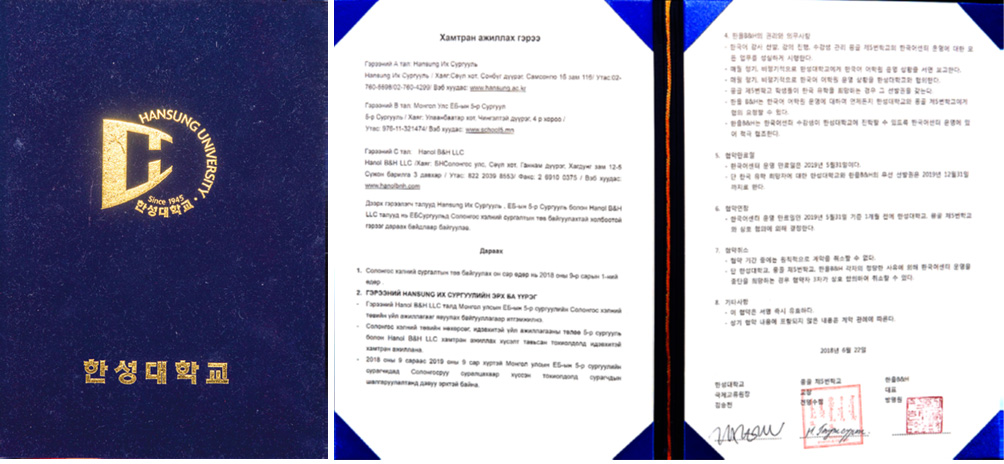 HANSUNG UNIVERSITY
Since 1945
한성대학교
한성대학교
Хамтран ажиллах гэрээ
Гэрээний А тал: Hansung Их Сургууль
Hansung Их Сургууль / Хаяг:Сөүл хот, Сонбуг дүүрэг, Самсонгю 16 зам 116/ Утас:02-
760-5898/02-760-4299/ Вэб хуудас: www.hansung.ac.kr
Гэрээний В тал: Монгол Улс ЕБ-ын 5-р Сургууль
5-р Сургууль / Хаяг: Улаанбаатар хот, Чингэлтэй дүүрэг, 4 р хороо /
Утас: 976-11-321474/ Вэб хуудас: www.school5.mn
Гэрээний С тал: Hanol B&H LLC
Hanol B&H LLC /Хаяг: БНСолонгос улс, Сөүл хот, Ганнам дүүрэг, 12-6
барилга 3 давхар / Утас: 822 2039 8553/ Факс: 2 6910 0375 / Вэб хуудас:
www.hanolbnh.com
Дээрх гэрээлэгч талууд Hansung Их Сургууль , ЕБ-ын 5-р Сургууль болон Hanol B&H
LLC талууд нь ЕБСургуульд Солонгос хэлний сургалтын төв байгуулахтай холбоотой
гэрээг дараах байдлаар байгуулав.
Дараах
1. Солонгос хэлний сургалтын төв байгуулах он сар өдөр нь 2018 оны 9-р сарын 1-ний
өдөр .
2. ГЭРЭЭНИЙ HANSUNG ИХ СУРГУУЛИЙН ЭРХ БА ҮҮРЭГ
- Гэрээний Hanol B&H LLC талд Монгол улсын ЕБ-ын 5-р сургуулийн Солонгос хэлний
төвийн үйл ажиллагааг явуулах байгууллагаар итгэмжилнэ.
- Солонгос хэлний төвийн нөхөрсөг, идэвхитэй үйл ажиллагааны төлөө 5-р сургууль
болон Hanol B&H LLC хамтран ажиллах хүсэлт тавьсан тохиолдолд идэвхитэй
хамтран ажиллана.
- 2018 оны 9 сараас 2019 оны 9 сар хүртэй Монгол улсын ЕБ-ын 5-р сургуулийн
сурагчидад Солонгосруу суралцахаар хүссэн тохиолдолд сурагчдын
шалгаруулалтанд давуу эрхтэй байна.
4. 한올B&H의 권리와 의무사항
- 한국어 강사 선발, 강의 진행, 수강생 관리 몽골 제5번학교의 한국어센터 운영에 대한 모
든 업무를 성실하게 시행한다.
- 매월 정기, 비정기적으로 한성대학교에게 한국어 어학원 운영 상황을 서면 보고한다.
- 매월 정기, 비정기적으로 한국어 어학원 운영 상황을 한성대학교와 협의한다.
- 몽골 제5번학교 학생들이 한국 유학을 희망하는 경우 그 선발권을 갖는다.
- 한올 B&H는 한국어 어학원 운영에 대하여 언제든지 한성대학교와 몽골 제5번학교에게
협의 요청할 수 있다.
- 한올B&H는 한국어센터 수강생이 한성대학교에 진학할 수 있도록 한국어센터 운영에 있
어 적극 협조한다.
5. 협약만료일
- 한국어센터 운영 만료일은 2019년 5월31일이다.
- 단 한국 유학 희망자에 대한 한성대학교와 한올B&H의 우선 선발권은 2019년 12월31일
까지로 한다.
6. 협약연장
- 한국어센터 운영 만료일인 2019년 5월31일 기준 1개월 전에 한성대학교, 몽골 제5번학교
와 상호 협의에 의해 결정한다.
7. 협약취소
- 협약 기간 중에는 원칙적으로 계약을 취소할 수 없다.
- 단 한성대학교, 몽골 제5번학교, 한올B&H 각자의 정당한 사유에 의해 한국어센터 운영을
중단을 희망하는 경우 협약자 3자가 상호 합의하여 취소할 수 있다.
8. 기타사항
- 이 협약은 서명 즉시 유효하다.
- 상기 협약 내용에 포함되지 않은 내용은 계약 관례에 따른다.
2018년 6월 27일
한성대학교 몽골 제5번학교 한올B&H
국제교류원장 교장 대표
김승천 방영원